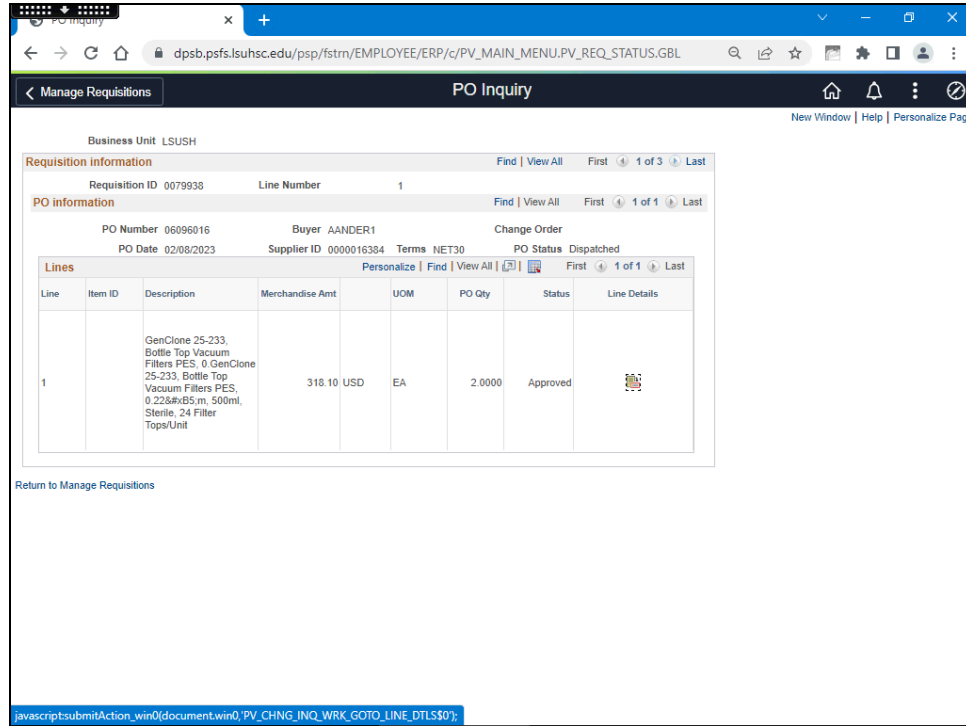 PO Inquiry
dpsb.psfs.lsuhsc.edu/psp/fstrn/EMPLOYEE/ERP/c/PV_MAIN_MENU.PV_REQ_STATUS.GBL
Manage Requisitions
PO Inquiry
New Window | Help | Personalize Pag
Business Unit LSUSH
Requisition information Find | View All First 1 of 3 Last
Requisition ID 0079938 Line Number 1
PO information Find | View All First 1 of 1 Last
PO Number 06096016 Buyer AANDER1 Change Order
PO Date 02/08/2023 Supplier ID 0000016384 Terms NET30 PO Status Dispatched
Lines Personalize | Find | View All | | First 1 of 1 Last
Line Item ID Description Merchandise Amt UOM PO Qty Status Line Details
GenClone 25-233,
Bottle Top Vacuum
Filters PES, 0.GenClone
25-233, Bottle Top
1 Vacuum Filters PES, 318.10 USD EA 2.0000 Approved
0.22&#xB5;m, 500ml,
Sterile, 24 Filter
Tops/Unit
Return to Manage Requisitions
javascript:submitAction_win0(document.win0,'PV_CHNG_INQ_WRK_GOTO_LINE_DTLS$0');